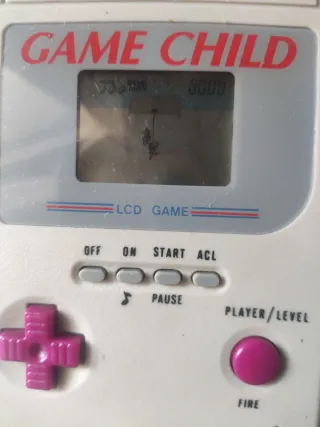 GAME CHILD
LCD GAME
OFF ON START ACL
♪ PAUSE
PLAYER/LEVEL
FIRE